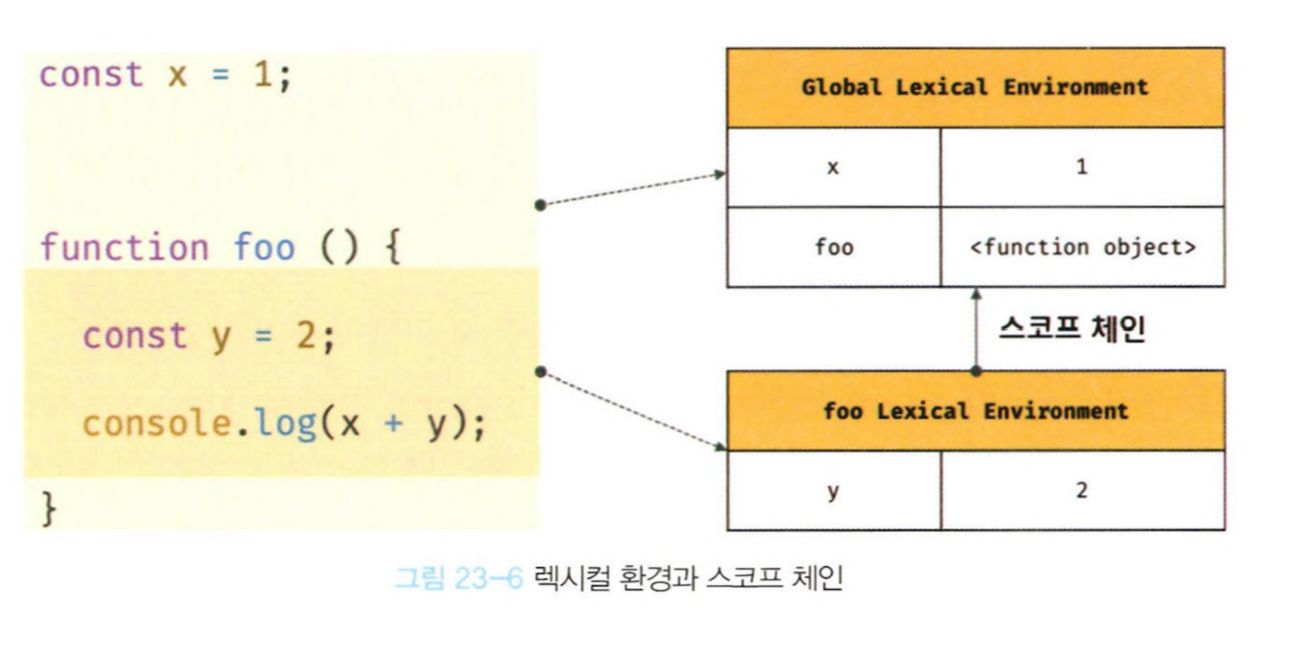 const x = 1;
function foo () {
const y = 2;
console.log(x + y);
}
Global Lexical Environment
x 1
foo <function object>
스코프 체인
foo Lexical Environment
y 2
그림 23-6 렉시컬 환경과 스코프 체인